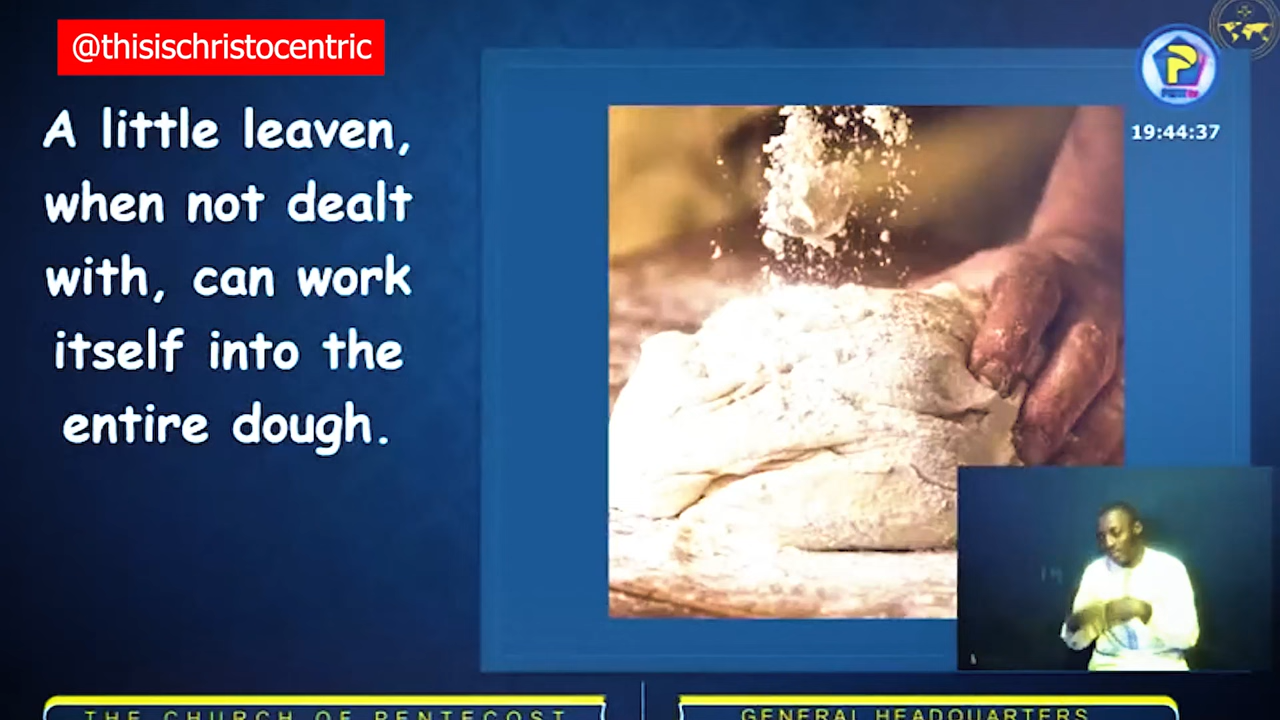 @thisischristocentric
A little leaven,
when not dealt
with, can work
itself into the
entire dough.
19:44:37
THE CHURCH OF PENTECOST
GENERAL HEADQUARTERS